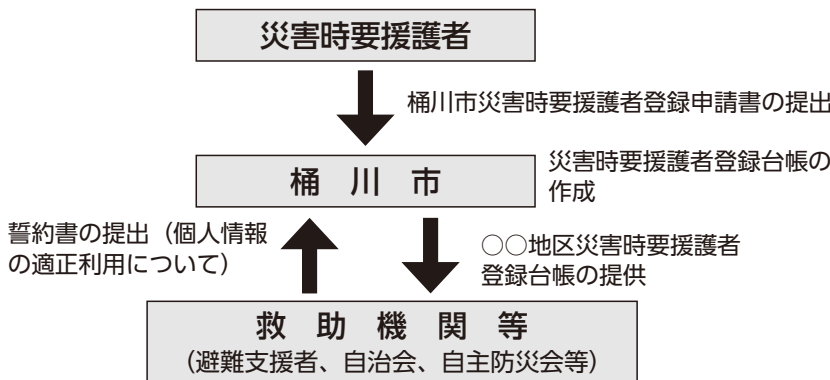 災害時要援護者
桶川市災害時要援護者登録申請書の提出
桶川市
災害時要援護者登録台帳の
作成
誓約書の提出（個人情報
の適正利用について）
○○地区災害時要援護者
登録台帳の提供
救助機関等
（避難支援者、自治会、自主防災会等）